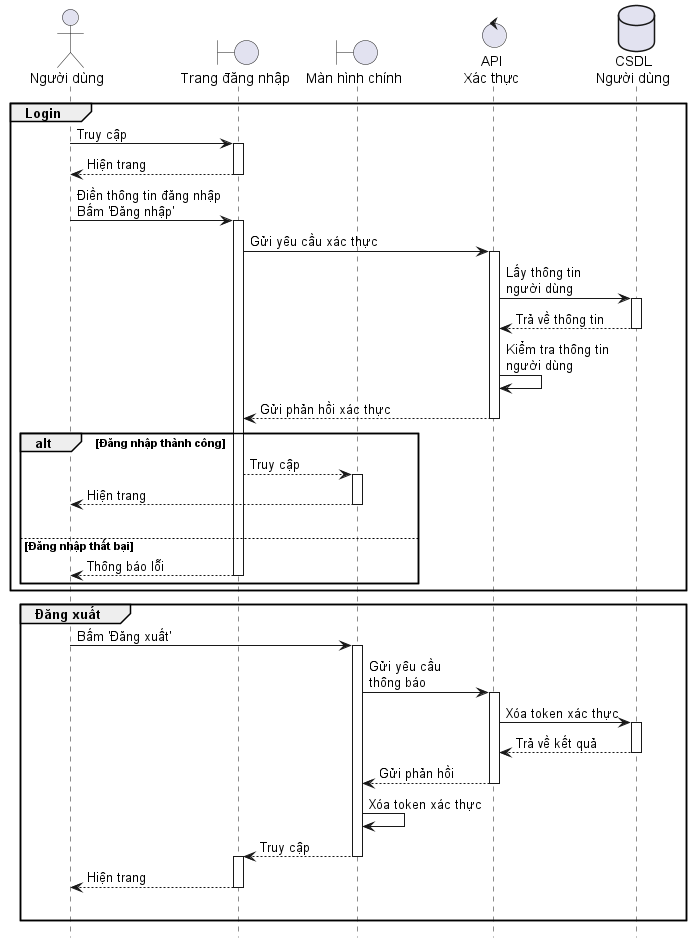 Người dùng
Trang đăng nhập
Màn hình chính
API
Xác thực
CSDL
Người dùng
Login
Truy cập
Hiện trang
Điền thông tin đăng nhập
Bấm 'Đăng nhập'
Gửi yêu cầu xác thực
Lấy thông tin
người dùng
Trả về thông tin
Kiểm tra thông tin
người dùng
Gửi phản hồi xác thực
alt
[Đăng nhập thành công]
Truy cập
Hiện trang
[Đăng nhập thất bại]
Thông báo lỗi
Đăng xuất
Bấm 'Đăng xuất'
Gửi yêu cầu
thông báo
Xóa token xác thực
Trả về kết quả
Gửi phản hồi
Xóa token xác thực
Truy cập
Hiện trang